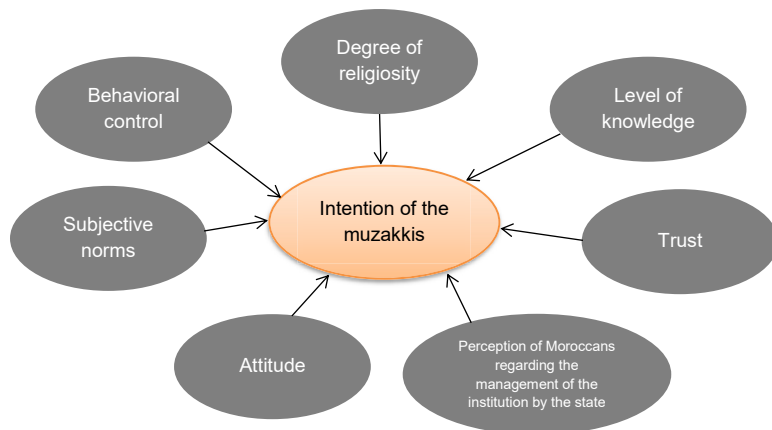 Degree of
religiosity
Behavioral
control
Level of
knowledge
Intention of the
muzakkis
Subjective
norms
Trust
Attitude
Perception of Moroccans
regarding the
management of the
institution by the state